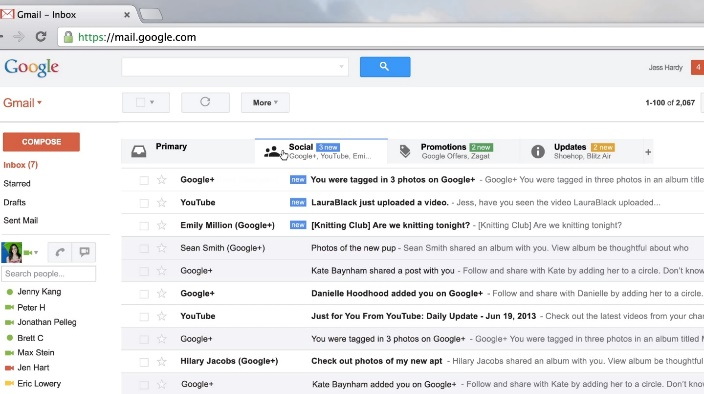 Gmail – Inbox
https://mail.google.com
Google
Jess Hardy
4
Gmail
More
1-100 of 2,067
COMPOSE
Primary
Social 3 new
Google+, YouTube, Emi...
Promotions 2 new
Google Offers, Zagat
Updates 2 new
Shoehop, Blitz Air
+
Inbox (7)
Starred
Drafts
Sent Mail
Search people...
Jenny Kang
Peter H
Jonathan Pelleg
Brett C
Max Stein
Jen Hart
Eric Lowery
Google+ new You were tagged in 3 photos on Google+ - Google+ You were tagged in three photos in an album titled
YouTube new LauraBlack just uploaded a video. - Jess, have you seen the video LauraBlack uploaded...
Emily Million (Google+) new [Knitting Club] Are we knitting tonight? - [Knitting Club] Are we knitting tonight?
Sean Smith (Google+) Photos of the new pup - Sean Smith shared an album with you. View album be thoughtful about who
Google+ Kate Baynham shared a post with you - Follow and share with Kate by adding her to a circle. Don't know
Google+ Danielle Hoodhood added you on Google+ - Follow and share with Danielle by adding her to a circle.
YouTube Just for You From YouTube: Daily Update - Jun 19, 2013 - Check out the latest videos from your
Google+ You were tagged in 3 photos on Google+ - Google+ You were tagged in three photos in an album titled
Hilary Jacobs (Google+) Check out photos of my new apt - Hilary Jacobs shared an album with you. View album be thoughtful
Google+ Kate Baynham added you on Google+ - Follow and share with Kate by adding her to a circle. Don't know